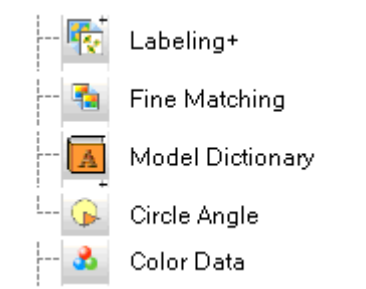 Labeling+
Fine Matching
Model Dictionary
Circle Angle
Color Data